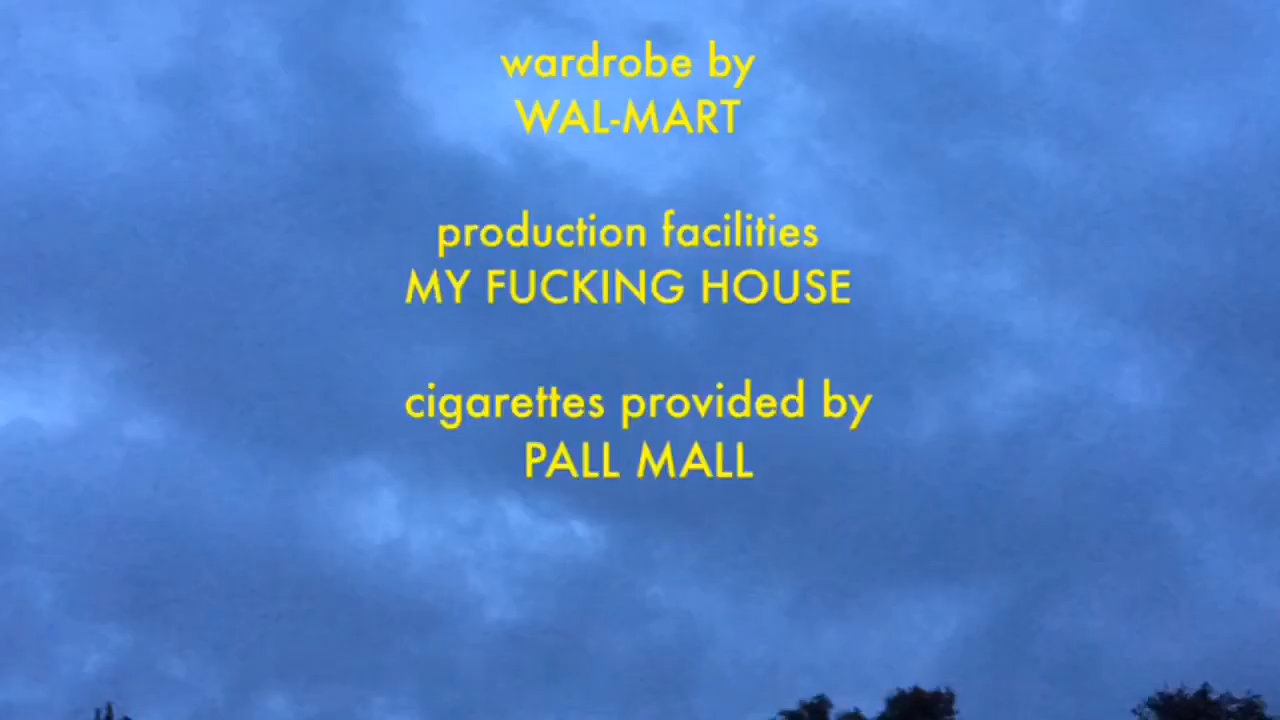 wardrobe by
WAL-MART
production facilities
MY FUCKING HOUSE
cigarettes provided by
PALL MALL